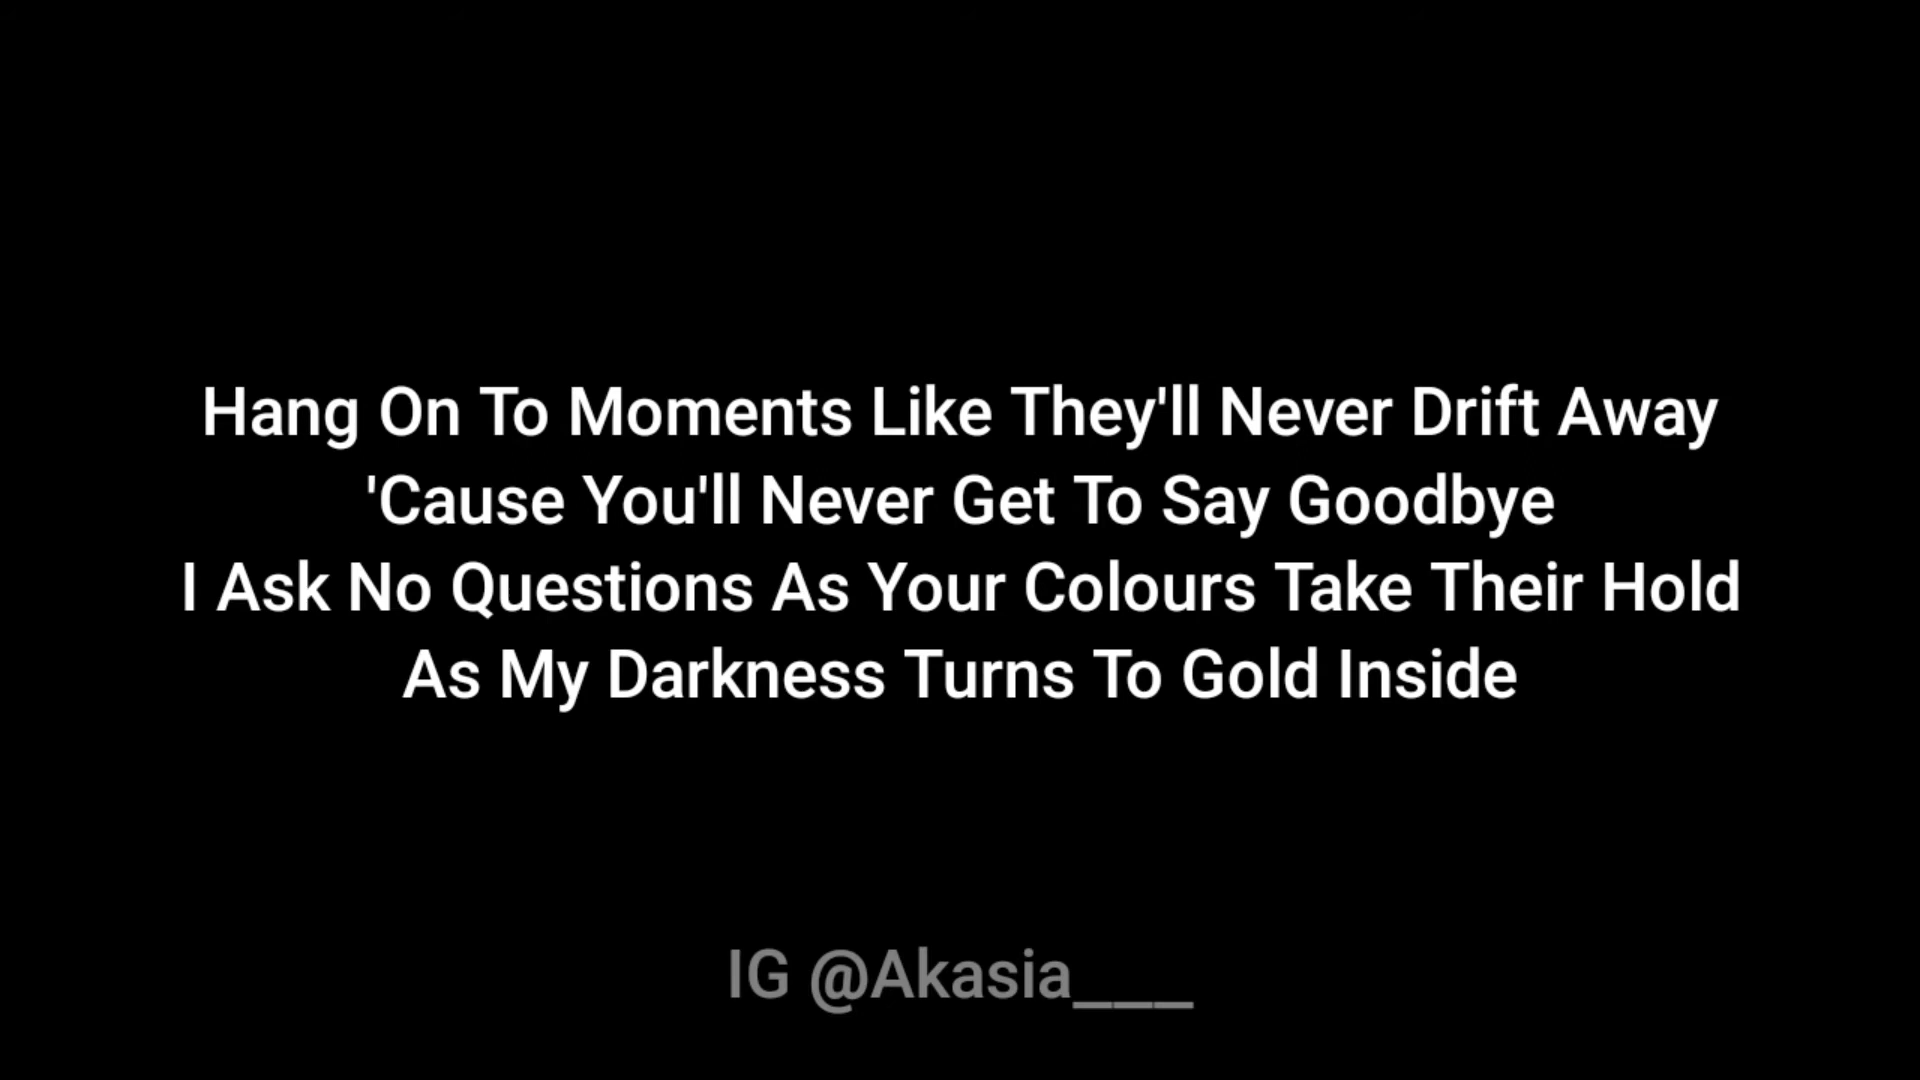 Hang On To Moments Like They'll Never Drift Away
'Cause You'll Never Get To Say Goodbye
I Ask No Questions As Your Colours Take Their Hold
As My Darkness Turns To Gold Inside
IG @Akasia___